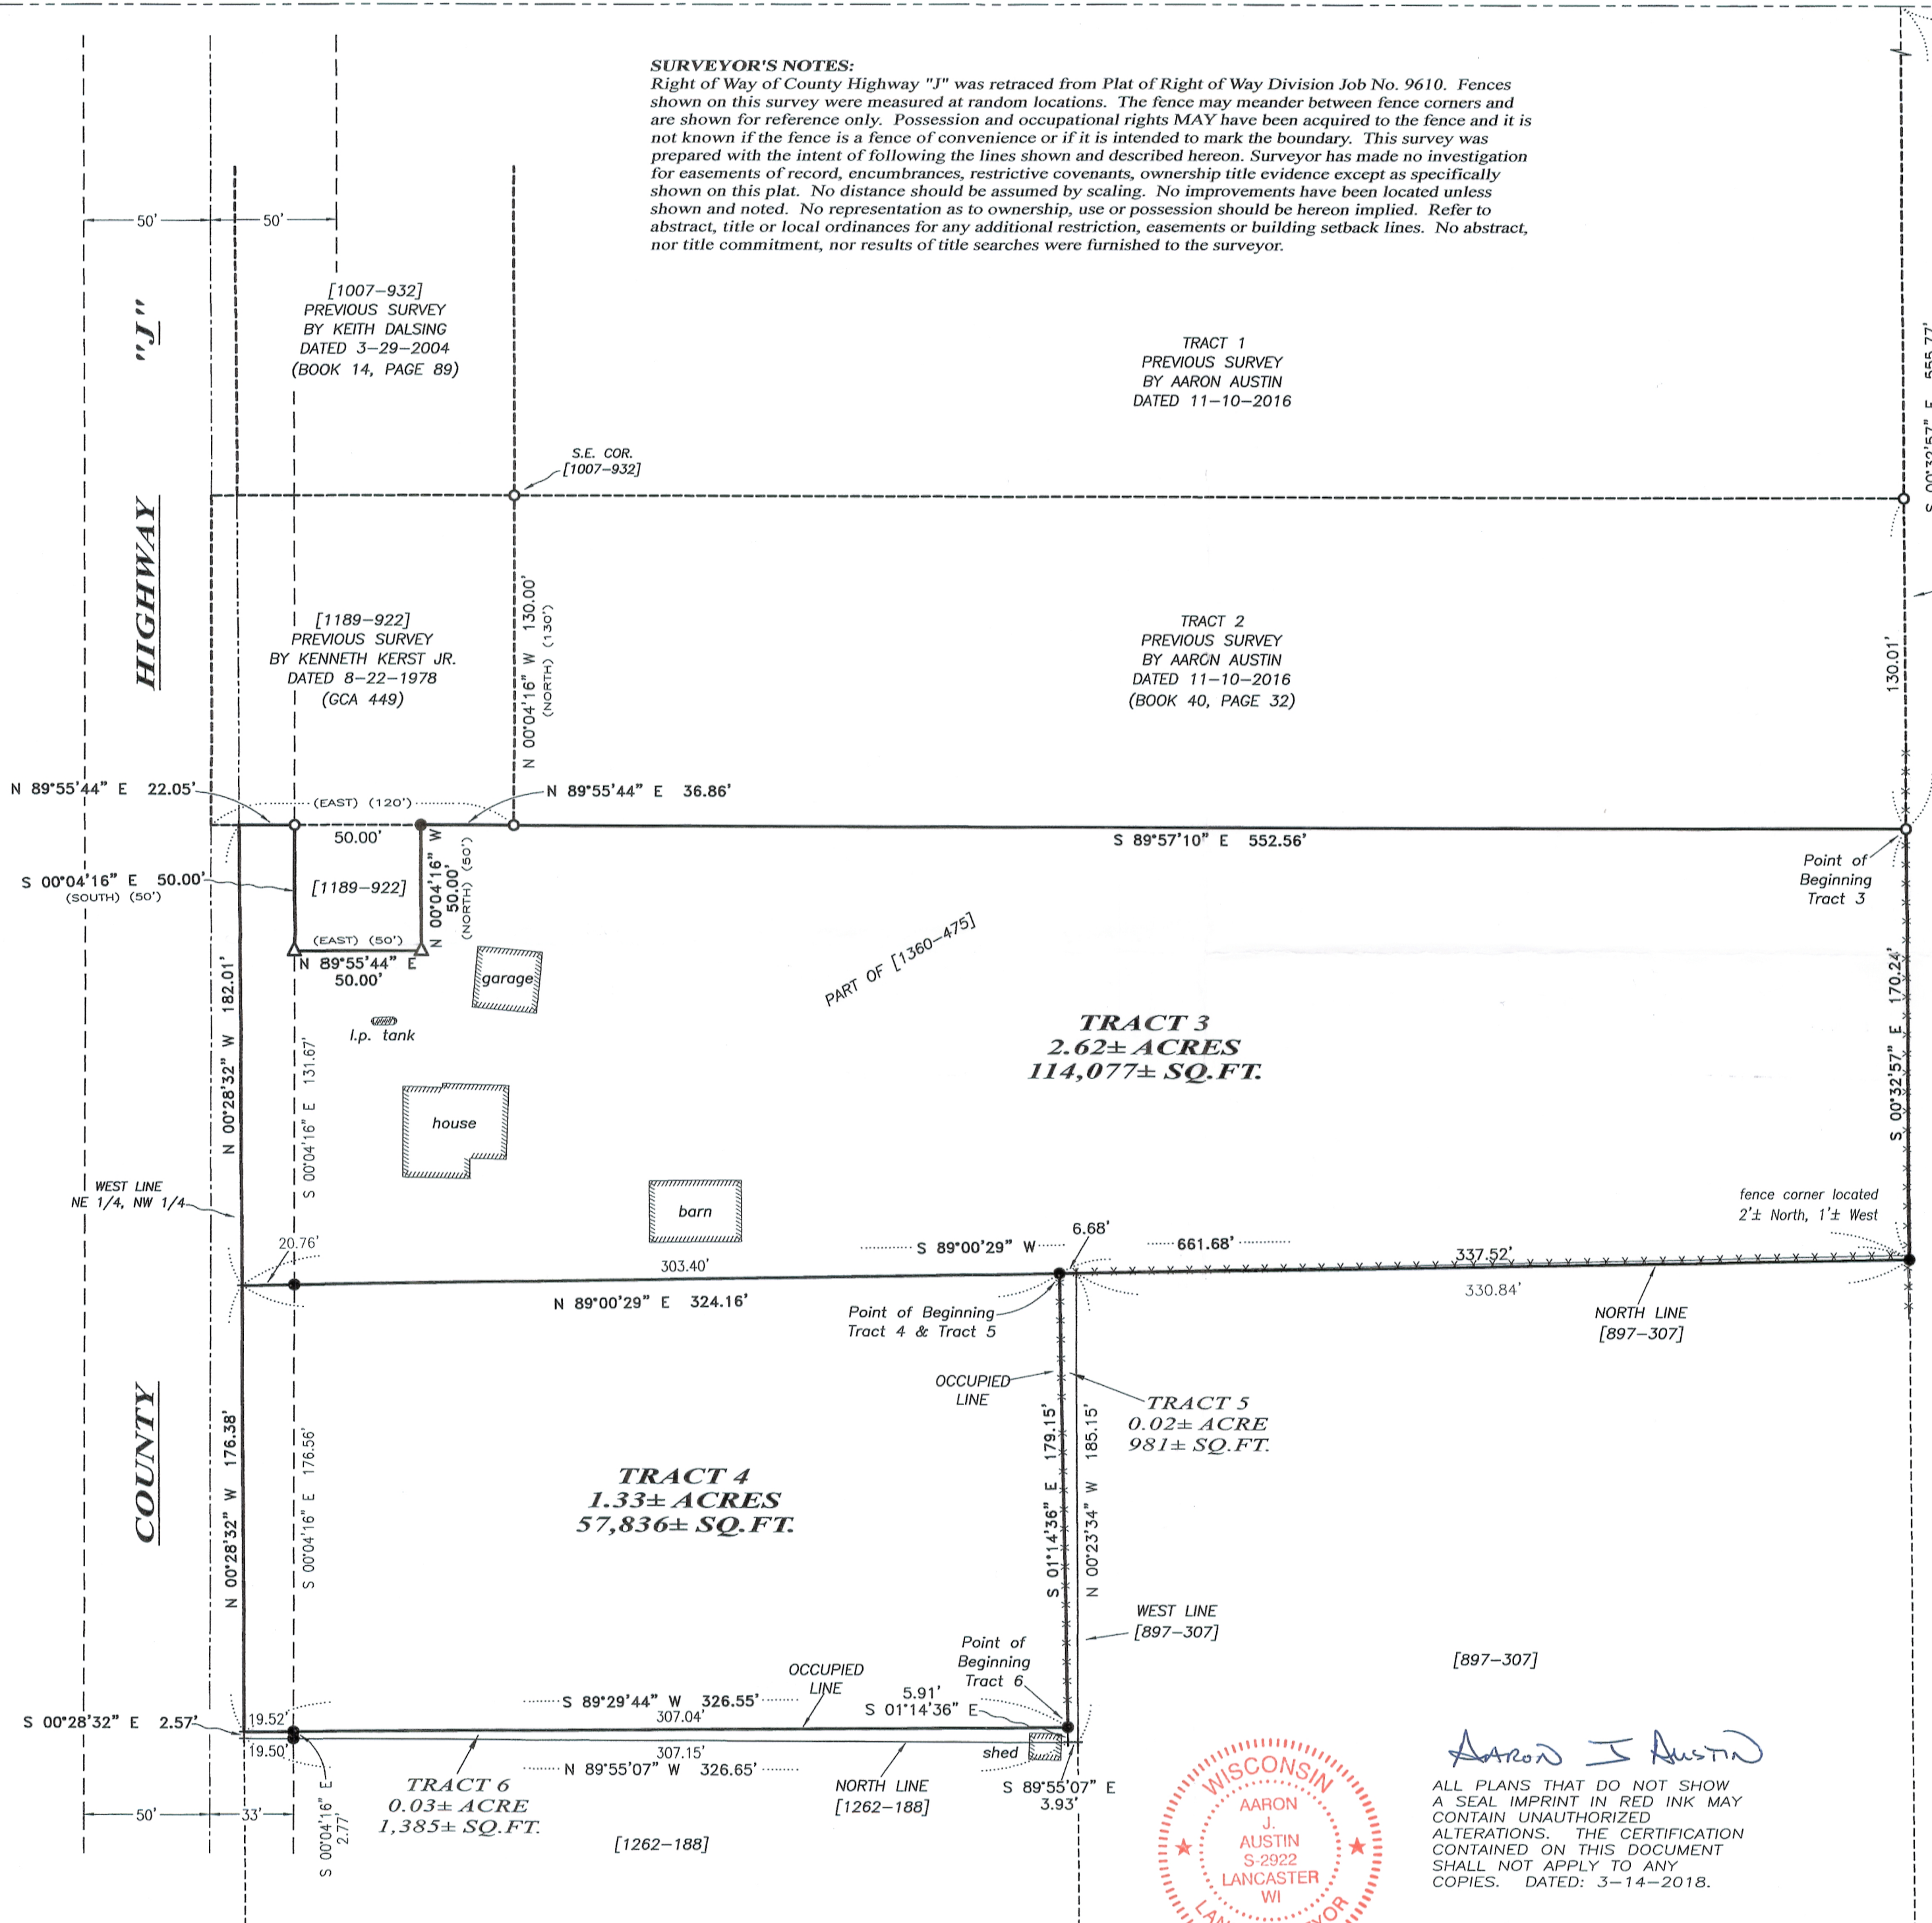 SURVEYOR'S NOTES:
Right of Way of County Highway "J" was retraced from Plat of Right of Way Division Job No. 9610. Fences
shown on this survey were measured at random locations. The fence may meander between fence corners and
are shown for reference only. Possession and occupational rights MAY have been acquired to the fence and it is
not known if the fence is a fence of convenience or if it is intended to mark the boundary. This survey was
prepared with the intent of following the lines shown and described hereon. Surveyor has made no investigation
for easements of record, encumbrances, restrictive covenants, ownership title evidence except as specifically
shown on this plat. No distance should be assumed by scaling. No improvements have been located unless
shown and noted. No representation as to ownership, use or possession should be hereon implied. Refer to
abstract, title or local ordinances for any additional restriction, easements or building setback lines. No abstract,
nor title commitment, nor results of title searches were furnished to the surveyor.
50'
50'
"J"
HIGHWAY
COUNTY
[1007-932]
PREVIOUS SURVEY
BY KEITH DALSING
DATED 3-29-2004
(BOOK 14, PAGE 89)
TRACT 1
PREVIOUS SURVEY
BY AARON AUSTIN
DATED 11-10-2016
S 00°32'57" E 555.77'
S.E. COR.
[1007-932]
[1189-922]
PREVIOUS SURVEY
BY KENNETH KERST JR.
DATED 8-22-1978
(GCA 449)
N 00°04'16" W 130.00'
(NORTH) (130')
TRACT 2
PREVIOUS SURVEY
BY AARON AUSTIN
DATED 11-10-2016
(BOOK 40, PAGE 32)
130.01'
N 89°55'44" E 22.05'
(EAST) (120')
N 89°55'44" E 36.86'
50.00'
S 89°57'10" E 552.56'
Point of
Beginning
Tract 3
S 00°04'16" E 50.00'
(SOUTH) (50')
[1189-922]
N 00°04'16" W
50.00'
(NORTH) (50')
(EAST) (50')
N 89°55'44" E
50.00'
garage
l.p. tank
house
barn
PART OF [1360-475]
TRACT 3
2.62± ACRES
114,077± SQ.FT.
N 00°28'32" W 182.01'
S 00°04'16" E 131.67'
S 00°32'57" E 170.24'
WEST LINE
NE 1/4, NW 1/4
fence corner located
2'± North, 1'± West
20.76'
303.40'
S 89°00'29" W
6.68'
661.68'
337.52'
330.84'
N 89°00'29" E 324.16'
Point of Beginning
Tract 4 & Tract 5
NORTH LINE
[897-307]
OCCUPIED
LINE
TRACT 5
0.02± ACRE
981± SQ.FT.
N 00°28'32" W 176.38'
S 00°04'16" E 176.56'
TRACT 4
1.33± ACRES
57,836± SQ.FT.
S 01°14'36" E 179.15'
N 00°23'34" W 185.15'
WEST LINE
[897-307]
[897-307]
Point of
Beginning
Tract 6
OCCUPIED
LINE
S 89°29'44" W 326.55'
307.04'
5.91'
S 01°14'36" E
S 00°28'32" E 2.57'
19.52'
19.50'
307.15'
N 89°55'07" W 326.65'
shed
S 89°55'07" E
3.93'
NORTH LINE
[1262-188]
TRACT 6
0.03± ACRE
1,385± SQ.FT.
S 00°04'16" E
2.77'
50'
33'
[1262-188]
WISCONSIN
AARON
J.
AUSTIN
S-2922
LANCASTER
WI
AARON J AUSTIN
ALL PLANS THAT DO NOT SHOW
A SEAL IMPRINT IN RED INK MAY
CONTAIN UNAUTHORIZED
ALTERATIONS. THE CERTIFICATION
CONTAINED ON THIS DOCUMENT
SHALL NOT APPLY TO ANY
COPIES. DATED: 3-14-2018.